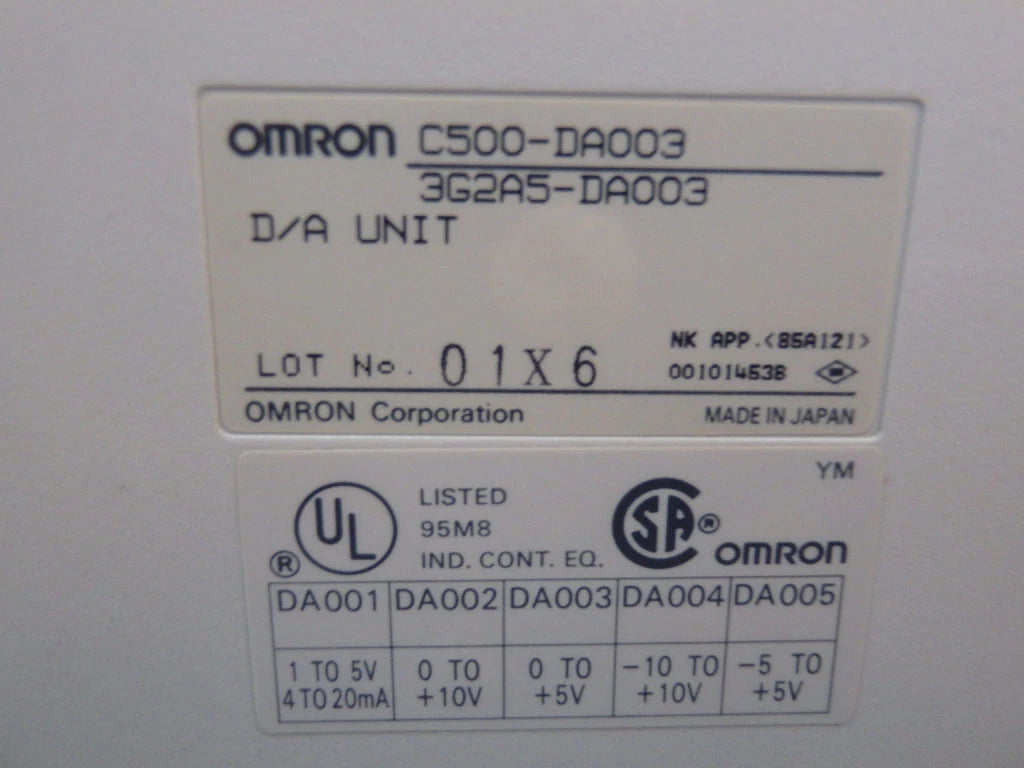 OMRON C500-DA003
3G2A5-DA003
D/A UNIT
NK APP.<85A121>
LOT No. 01X6 001014538
OMRON Corporation MADE IN JAPAN
YM
UL LISTED
95M8
IND. CONT. EQ.
® SA® OMRON
DA001 DA002 DA003 DA004 DA005
1 TO 5V 0 TO 0 TO -10 TO -5 TO
4 TO 20mA +10V +5V +10V +5V